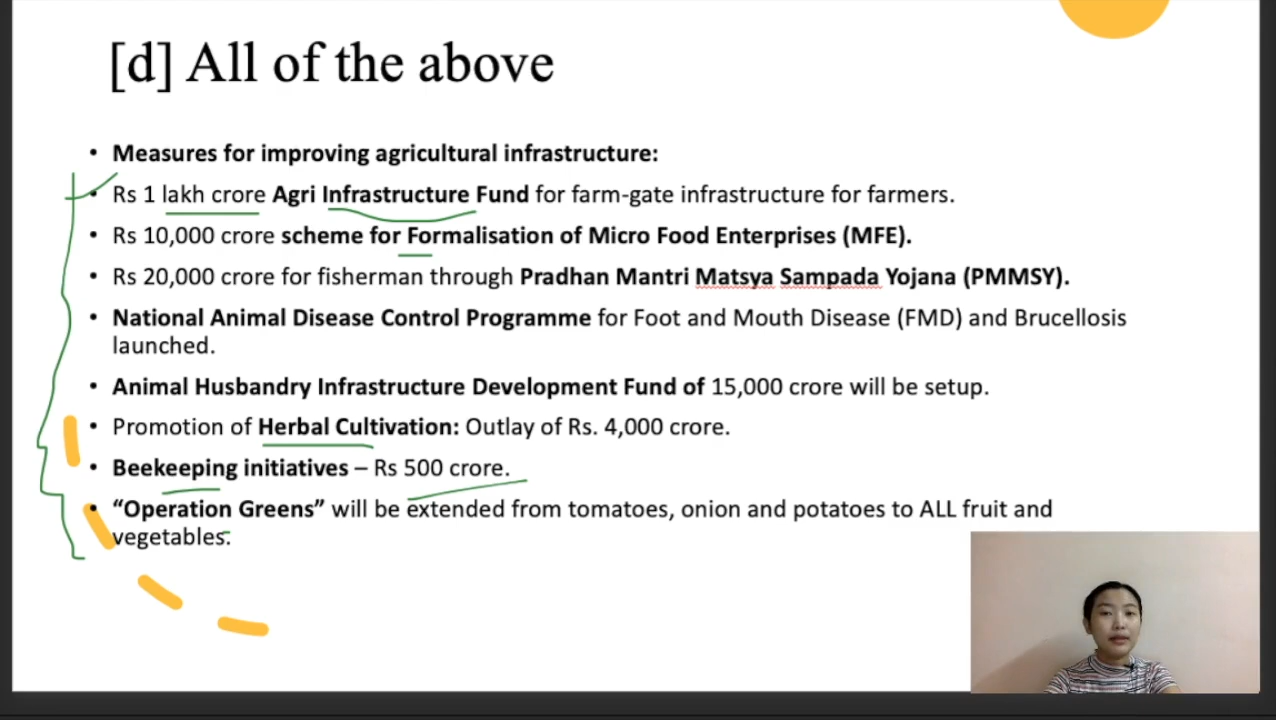 [d] All of the above
• Measures for improving agricultural infrastructure:
• Rs 1 lakh crore Agri Infrastructure Fund for farm-gate infrastructure for farmers.
• Rs 10,000 crore scheme for Formalisation of Micro Food Enterprises (MFE).
• Rs 20,000 crore for fisherman through Pradhan Mantri Matsya Sampada Yojana (PMMSY).
• National Animal Disease Control Programme for Foot and Mouth Disease (FMD) and Brucellosis
launched.
• Animal Husbandry Infrastructure Development Fund of 15,000 crore will be setup.
• Promotion of Herbal Cultivation: Outlay of Rs. 4,000 crore.
• Beekeeping initiatives – Rs 500 crore.
• “Operation Greens” will be extended from tomatoes, onion and potatoes to ALL fruit and
vegetables.